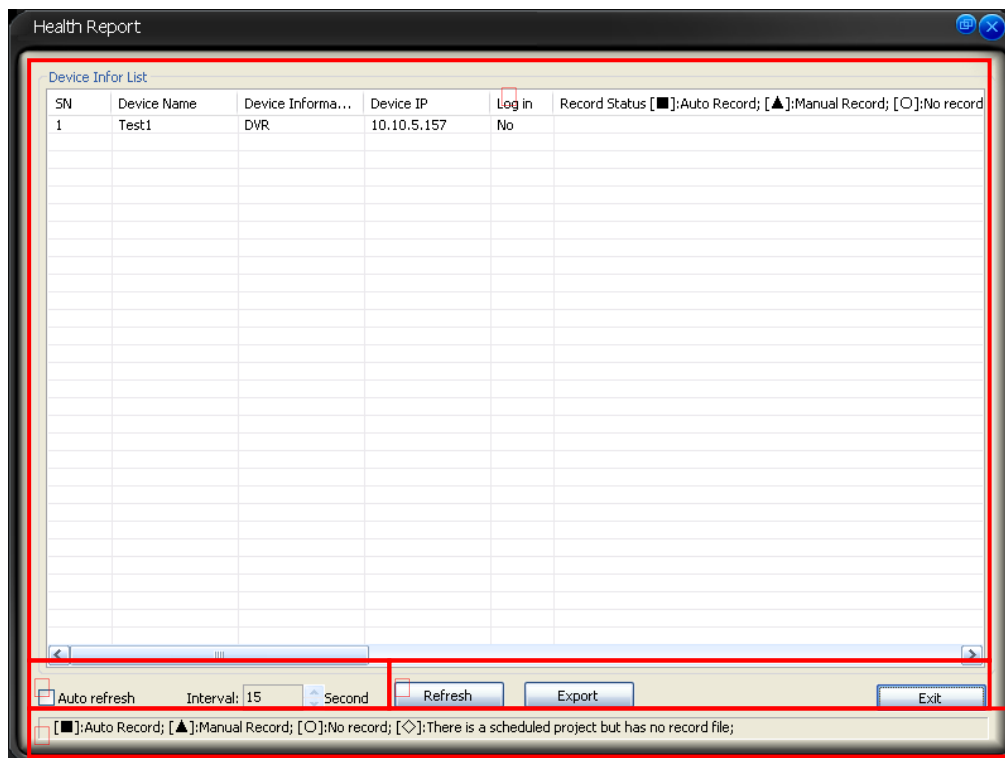 Health Report
Device Infor List
SN Device Name Device Informa... Device IP Log in Record Status [■]:Auto Record; [▲]:Manual Record; [○]:No record
1 Test1 DVR 10.10.5.157 No
Auto refresh Interval: 15 Second Refresh Export Exit
[■]:Auto Record; [▲]:Manual Record; [○]:No record; [◇]:There is a scheduled project but has no record file;